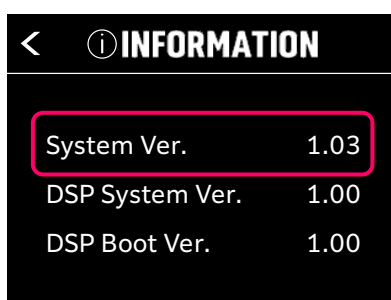 < ⓘ INFORMATION
System Ver. 1.03
DSP System Ver. 1.00
DSP Boot Ver. 1.00